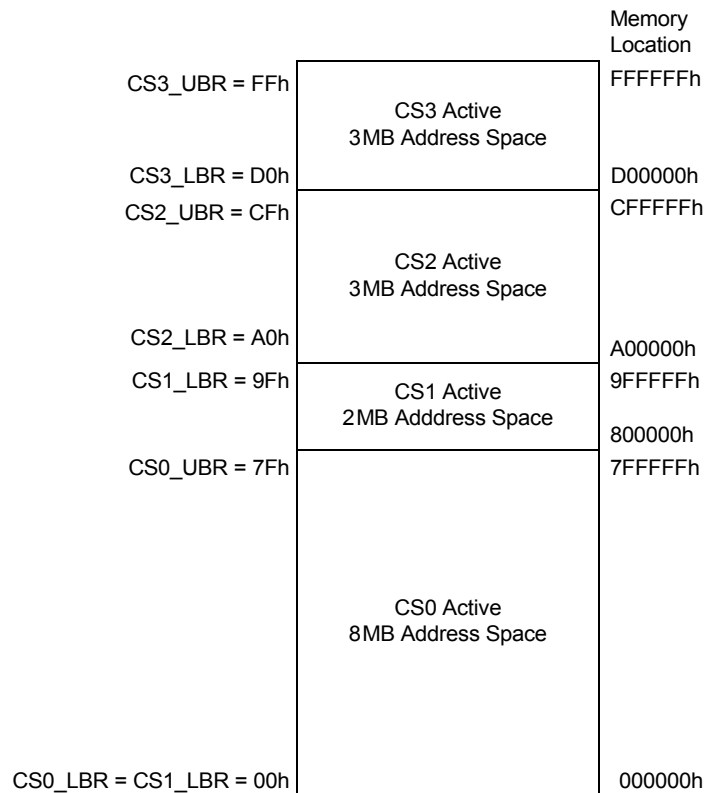 Memory
Location
CS3_UBR = FFh
FFFFFFh
CS3 Active
3MB Address Space
CS3_LBR = D0h
D00000h
CS2_UBR = CFh
CFFFFFh
CS2 Active
3MB Address Space
CS2_LBR = A0h
A00000h
CS1_LBR = 9Fh
9FFFFFh
CS1 Active
2MB Adddress Space
800000h
CS0_UBR = 7Fh
7FFFFFh
CS0 Active
8MB Address Space
CS0_LBR = CS1_LBR = 00h
000000h